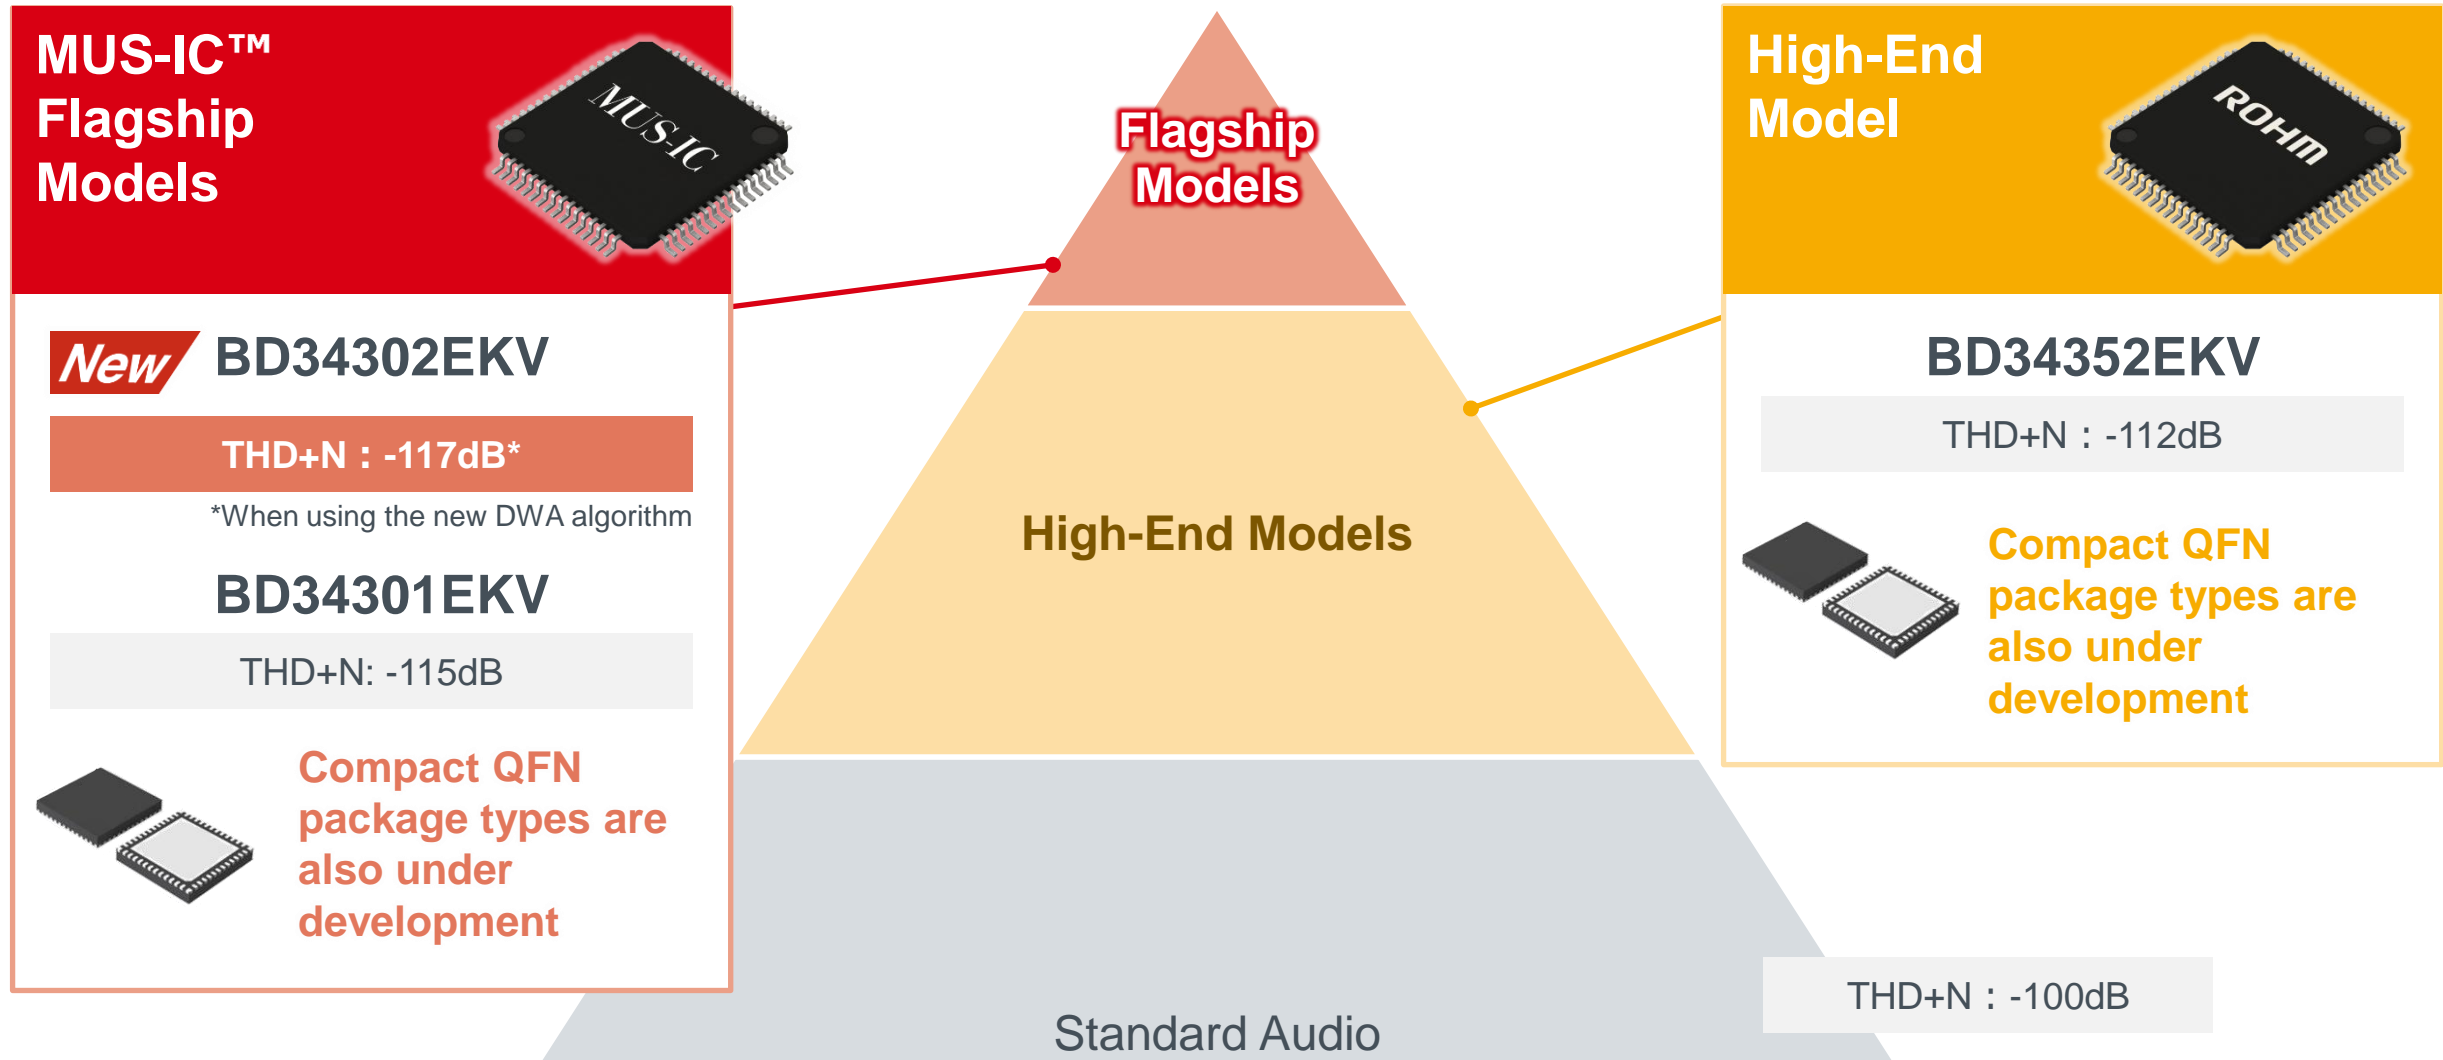 MUS-IC™
Flagship
Models
MUS-IC
New
BD34302EKV
THD+N：-117dB*
*When using the new DWA algorithm
BD34301EKV
THD+N: -115dB
Compact QFN
package types are
also under
development
Flagship
Models
High-End Models
Standard Audio
High-End
Model
ROHM
BD34352EKV
THD+N：-112dB
Compact QFN
package types are
also under
development
THD+N：-100dB